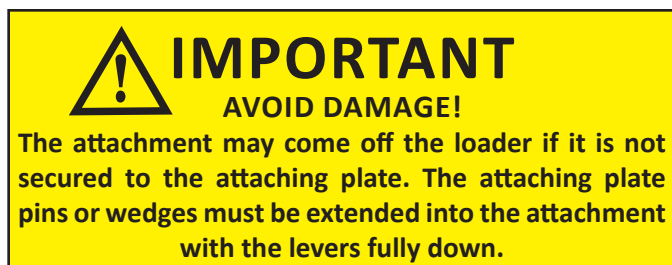 IMPORTANT
AVOID DAMAGE!
The attachment may come off the loader if it is not
secured to the attaching plate. The attaching plate
pins or wedges must be extended into the attachment
with the levers fully down.